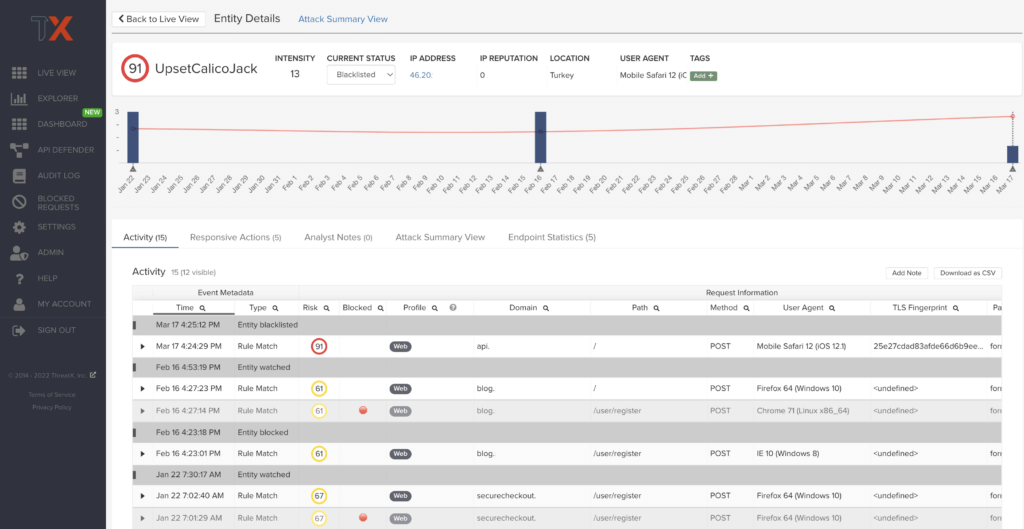 TX
LIVE VIEW
EXPLORER
NEW
DASHBOARD
API DEFENDER
AUDIT LOG
BLOCKED
REQUESTS
SETTINGS
ADMIN
HELP
MY ACCOUNT
SIGN OUT
© 2014 - 2022 ThreatX, Inc.
Terms of Service
Privacy Policy
Back to Live View Entity Details Attack Summary View
91 UpsetCalicoJack
INTENSITY CURRENT STATUS IP ADDRESS IP REPUTATION LOCATION USER AGENT TAGS
13 Blacklisted 46.20. 0 Turkey Mobile Safari 12 (iC Add +
3
Jan 22 Jan 23 Jan 24 Jan 25 Jan 26 Jan 27 Jan 28 Jan 29 Jan 30 Jan 31 Feb 1 Feb 2 Feb 3 Feb 4 Feb 5 Feb 6 Feb 7 Feb 8 Feb 9 Feb 10 Feb 11 Feb 12 Feb 13 Feb 14 Feb 15 Feb 16 Feb 17 Feb 18 Feb 19 Feb 20 Feb 21 Feb 22 Feb 23 Feb 24 Feb 25 Feb 26 Feb 27 Feb 28 Mar 1 Mar 2 Mar 3 Mar 4 Mar 5 Mar 6 Mar 7 Mar 8 Mar 9 Mar 10 Mar 11 Mar 12 Mar 13 Mar 14 Mar 15 Mar 16 Mar 17
Activity (15) Responsive Actions (5) Analyst Notes (0) Attack Summary View Endpoint Statistics (5)
Activity 15 (12 visible) Add Note Download as CSV
Event Metadata Request Information
Time Type Risk Blocked Profile ? Domain Path Method User Agent TLS Fingerprint Pa
Mar 17 4:25:12 PM Entity blacklisted
Mar 17 4:24:29 PM Rule Match 91 Web api. / POST Mobile Safari 12 (iOS 12.1) 25e27cdad83afde66d6b9ee... for
Feb 16 4:53:19 PM Entity watched
Feb 16 4:27:23 PM Rule Match 61 Web blog. / POST Firefox 64 (Windows 10) <undefined> for
Feb 16 4:27:14 PM Rule Match 61 Web blog. /user/register POST Chrome 71 (Linux x86_64) <undefined> for
Feb 16 4:23:18 PM Entity blocked
Feb 16 4:23:01 PM Rule Match 61 Web blog. /user/register POST IE 10 (Windows 8) <undefined> for
Jan 22 7:30:17 AM Entity watched
Jan 22 7:02:40 AM Rule Match 67 Web securecheckout. /user/register POST Firefox 64 (Windows 10) <undefined> for
Jan 22 7:01:29 AM Rule Match 67 Web securecheckout. /user/register POST Firefox 64 (Windows 10) <undefined> for